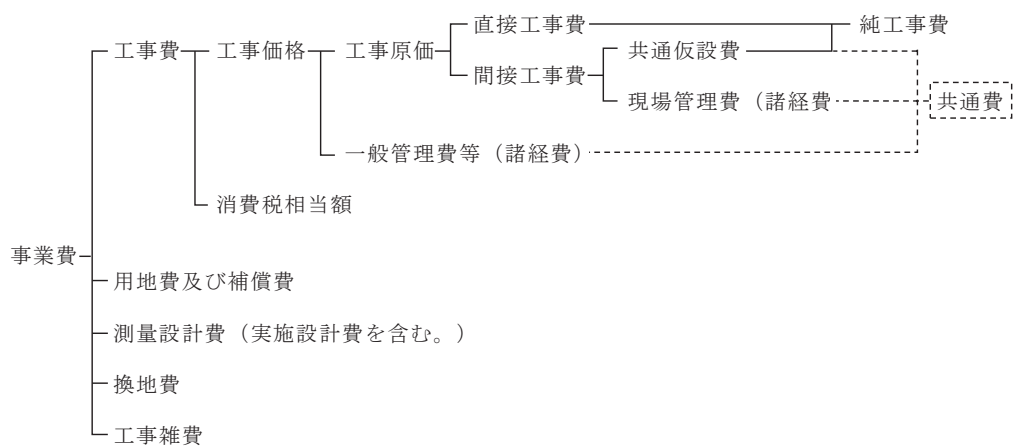 直接工事費
純工事費
工事費
工事価格
工事原価
共通仮設費
間接工事費
現場管理費（諸経費
共通費
一般管理費等（諸経費）
消費税相当額
事業費
用地費及び補償費
測量設計費（実施設計費を含む。）
換地費
工事雑費